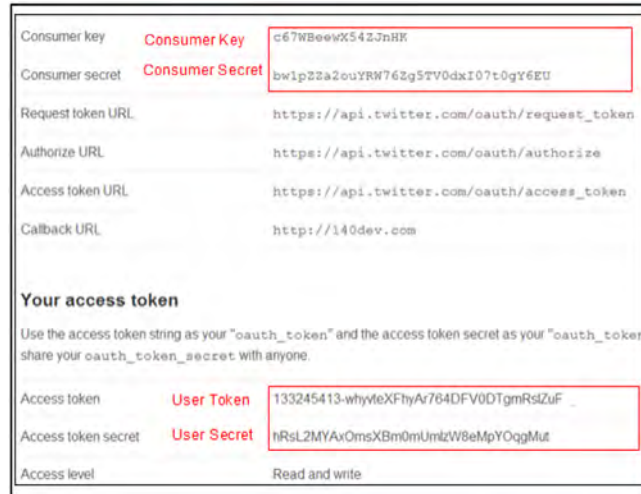 Consumer key Consumer Key c67WBeewX54ZJnHK
Consumer secret Consumer Secret bw1pZZa2ouYRW76Zg5TV0dxI07t0gY6EU
Request token URL https://api.twitter.com/oauth/request_token
Authorize URL https://api.twitter.com/oauth/authorize
Access token URL https://api.twitter.com/oauth/access_token
Callback URL http://140dev.com
Your access token
Use the access token string as your "oauth_token" and the access token secret as your "oauth_token
share your oauth_token_secret with anyone.
Access token User Token 133245413-whyvteXFhyAr764DFV0DTgmRslZuF
Access token secret User Secret hRsL2MYAxOmsXBm0mUmlzW8eMpYOqgMut
Access level Read and write